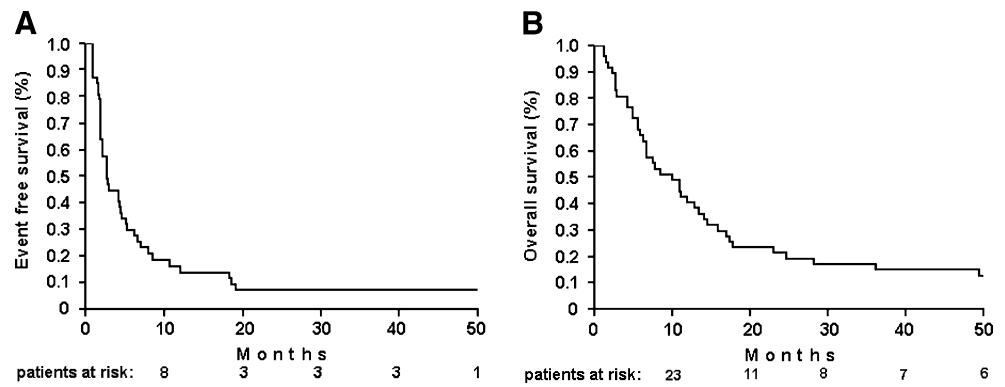 A
Event free survival (%)
1.0
0.9
0.8
0.7
0.6
0.5
0.4
0.3
0.2
0.1
0
0 10 20 30 40 50
Months
patients at risk: 8 3 3 3 1
B
Overall survival (%)
1.0
0.9
0.8
0.7
0.6
0.5
0.4
0.3
0.2
0.1
0
0 10 20 30 40 50
Months
patients at risk: 23 11 8 7 6